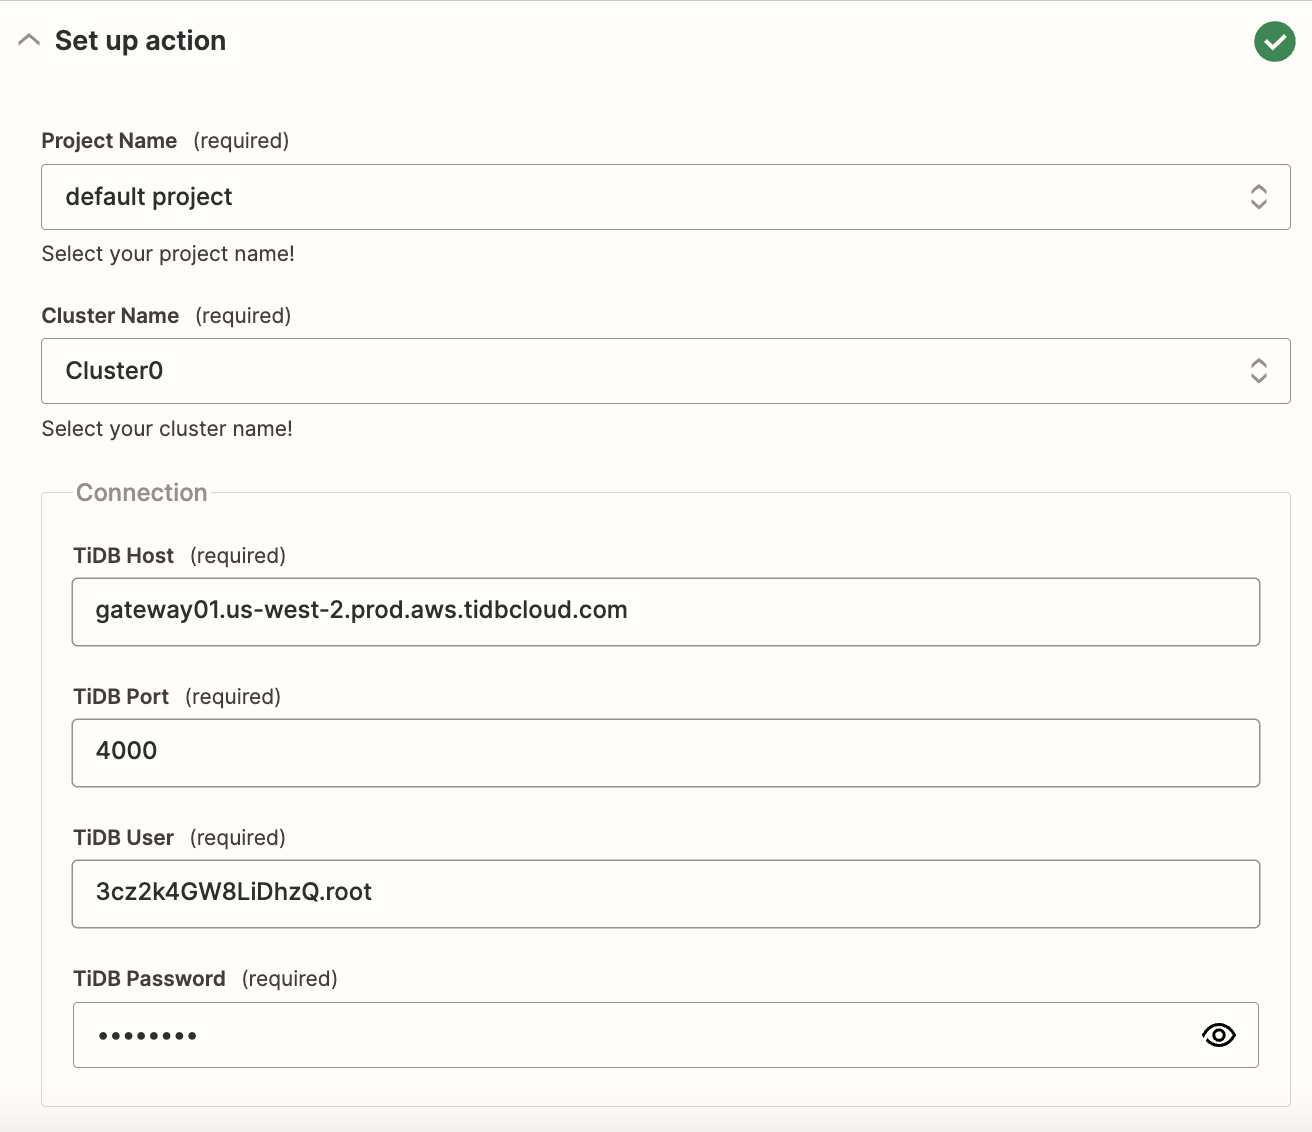 Set up action
Project Name (required)
default project
Select your project name!
Cluster Name (required)
Cluster0
Select your cluster name!
Connection
TiDB Host (required)
gateway01.us-west-2.prod.aws.tidbcloud.com
TiDB Port (required)
4000
TiDB User (required)
3cz2k4GW8LiDhzQ.root
TiDB Password (required)
••••••••